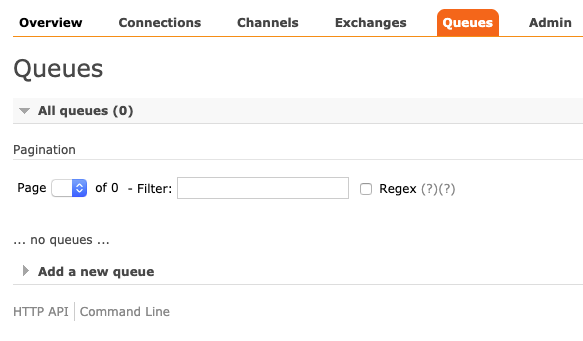 Overview Connections Channels Exchanges Queues Admin
Queues
All queues (0)
Pagination
Page of 0 - Filter: Regex (?)(?)
... no queues ...
Add a new queue
HTTP API Command Line